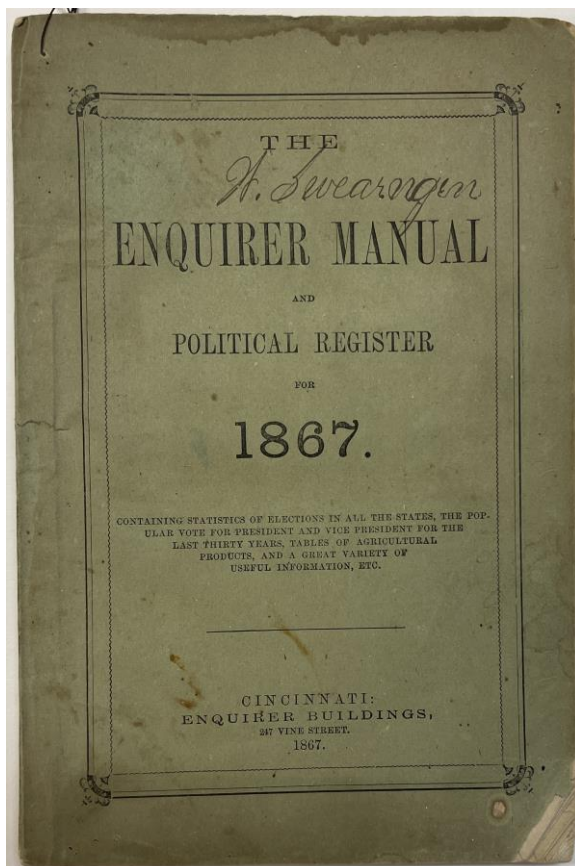 THE
W. Swearngen
ENQUIRER MANUAL
AND
POLITICAL REGISTER
FOR
1867.
CONTAINING STATISTICS OF ELECTIONS IN ALL THE STATES, THE POP-
ULAR VOTE FOR PRESIDENT AND VICE PRESIDENT FOR THE
LAST THIRTY YEARS, TABLES OF AGRICULTURAL
PRODUCTS, AND A GREAT VARIETY OF
USEFUL INFORMATION, ETC.
CINCINNATI:
ENQUIRER BUILDINGS,
247 VINE STREET.
1867.